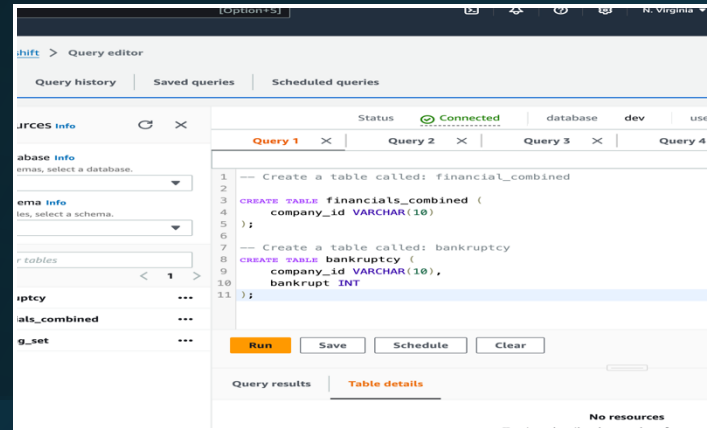 [Option+S]
N. Virginia
shift > Query editor
Query history
Saved queries
Scheduled queries
urces Info
Status
Connected
database
dev
use
Query 1
Query 2
Query 3
Query 4
abase Info
emas, select a database.
ema Info
les, select a schema.
r tables
< 1 >
uptcy
ials_combined
g_set
1 -- Create a table called: financial_combined
2
3 CREATE TABLE financials_combined (
4 company_id VARCHAR(10)
5 );
6
7 -- Create a table called: bankruptcy
8 CREATE TABLE bankruptcy (
9 company_id VARCHAR(10),
10 bankrupt INT
11 );
Run
Save
Schedule
Clear
Query results
Table details
No resources